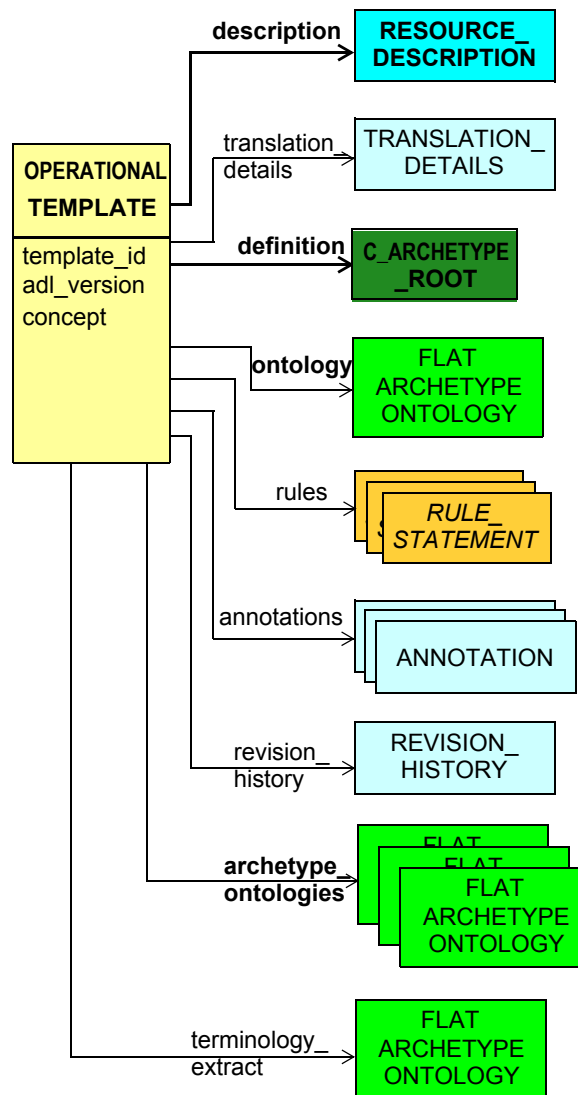 description
RESOURCE_
DESCRIPTION
OPERATIONAL
TEMPLATE
template_id
adl_version
concept
translation_
details
TRANSLATION_
DETAILS
definition
C_ARCHETYPE
_ROOT
ontology
FLAT
ARCHETYPE
ONTOLOGY
rules
RULE_
STATEMENT
annotations
ANNOTATION
revision_
history
REVISION_
HISTORY
archetype_
ontologies
FLAT
FLAT
FLAT
ARCHETYPE
ONTOLOGY
terminology_
extract
FLAT
ARCHETYPE
ONTOLOGY